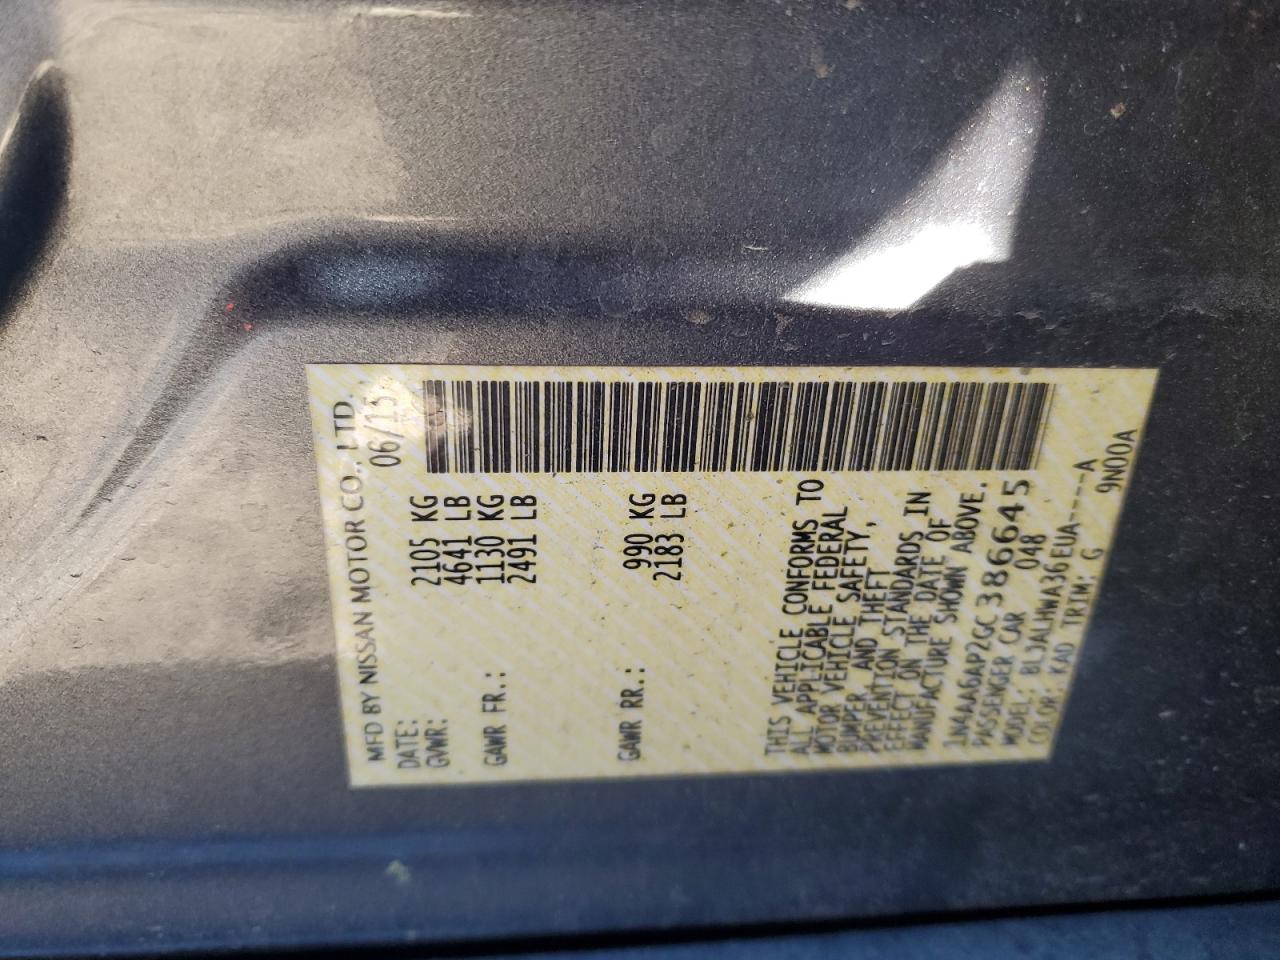 MFD BY NISSAN MOTOR CO., LTD.
DATE: 06/15
GVWR: 2105 KG
4641 LB
GAWR FR.: 1130 KG
2491 LB
GAWR RR.: 990 KG
2183 LB
THIS VEHICLE CONFORMS TO
ALL APPLICABLE FEDERAL
MOTOR VEHICLE SAFETY,
BUMPER AND THEFT
PREVENTION STANDARDS IN
EFFECT ON THE DATE OF
MANUFACTURE SHOWN ABOVE.
1N4AA6AP2GC386645
PASSENGER CAR 048
MODEL: BL3ALHWA36EUA-----A
COLOR: KAD TRIM: G 9N00A